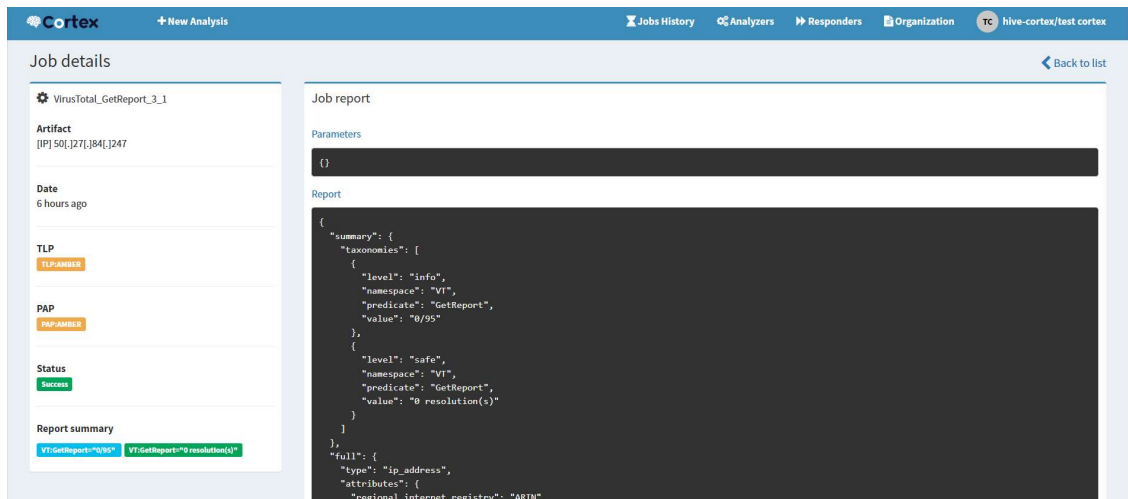 Cortex
+ New Analysis
Jobs History
Analyzers
Responders
Organization
TC
hive-cortex/test cortex
Job details
Back to list
VirusTotal_GetReport_3_1
Artifact
[IP] 50[.]27[.]84[.]247
Date
6 hours ago
TLP
TLP:AMBER
PAP
PAP:AMBER
Status
Success
Report summary
VT:GetReport="0/95" VT:GetReport="0 resolution(s)"
Job report
Parameters
{}
Report
{
"summary": {
"taxonomies": [
{
"level": "info",
"namespace": "VT",
"predicate": "GetReport",
"value": "0/95"
},
{
"level": "safe",
"namespace": "VT",
"predicate": "GetReport",
"value": "0 resolution(s)"
}
]
},
"full": {
"type": "ip_address",
"attributes": {
"regional_internet_registry": "ARIN"